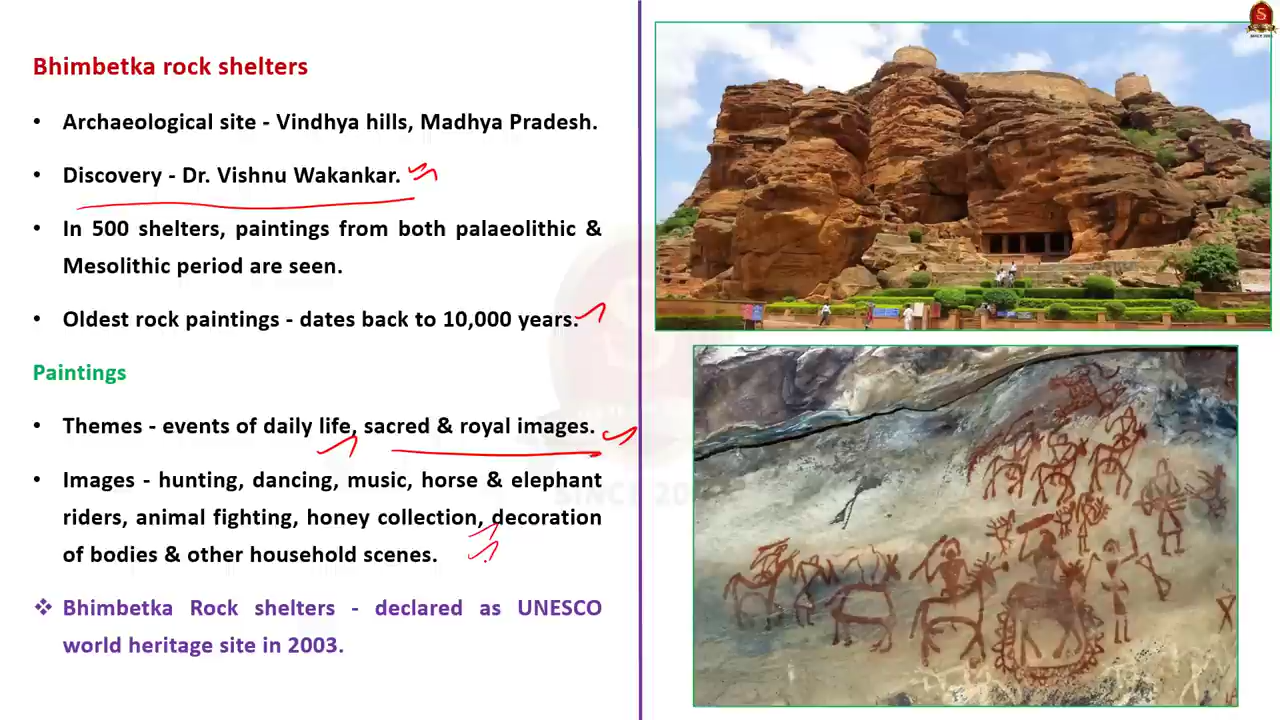 Bhimbetka rock shelters
• Archaeological site - Vindhya hills, Madhya Pradesh.
• Discovery - Dr. Vishnu Wakankar.
• In 500 shelters, paintings from both palaeolithic &
Mesolithic period are seen.
• Oldest rock paintings - dates back to 10,000 years.
Paintings
• Themes - events of daily life, sacred & royal images.
• Images - hunting, dancing, music, horse & elephant
riders, animal fighting, honey collection, decoration
of bodies & other household scenes.
❖ Bhimbetka Rock shelters - declared as UNESCO
world heritage site in 2003.